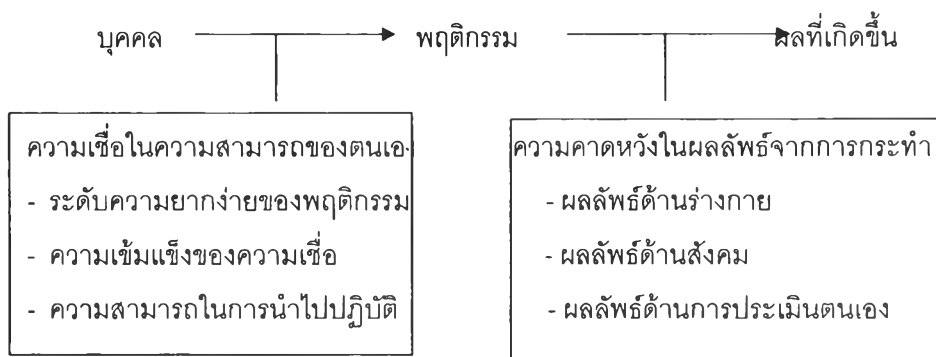 บุคคล พฤติกรรม ผลที่เกิดขึ้น
ความเชื่อในความสามารถของตนเอง
- ระดับความยากง่ายของพฤติกรรม
- ความเข้มแข็งของความเชื่อ
- ความสามารถในการนำไปปฏิบัติ
ความคาดหวังในผลลัพธ์จากการกระทำ
- ผลลัพธ์ด้านร่างกาย
- ผลลัพธ์ด้านสังคม
- ผลลัพธ์ด้านการประเมินตนเอง